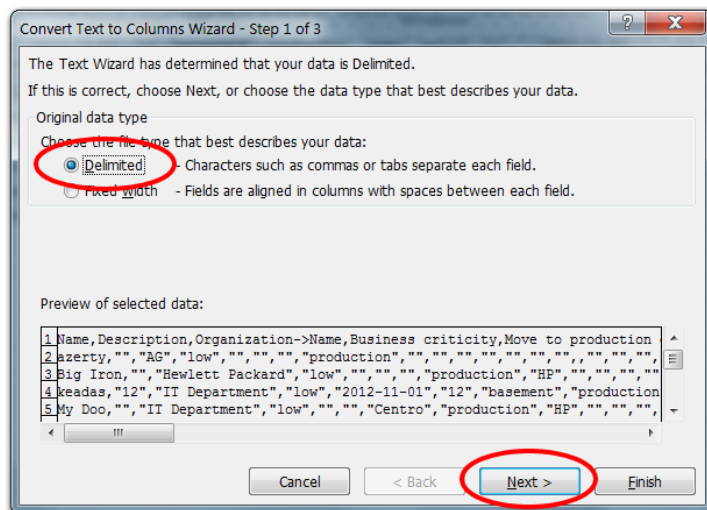 Convert Text to Columns Wizard - Step 1 of 3
The Text Wizard has determined that your data is Delimited.
If this is correct, choose Next, or choose the data type that best describes your data.
Original data type
Choose the file type that best describes your data:
Delimited - Characters such as commas or tabs separate each field.
Fixed Width - Fields are aligned in columns with spaces between each field.
Preview of selected data:
1 Name,Description,Organization->Name,Business criticity,Move to production
2 azerty,"","AG","low","","","","production","","","","","","","",,"","","",
3 Big Iron,"","Hewlett Packard","low","","","","production","HP","","","",""
4 keadas,"12","IT Department","low","2012-11-01","12","basement","production
5 My Doo,"","IT Department","low","","","Centro","production","HP","","","",
Cancel < Back Next > Finish